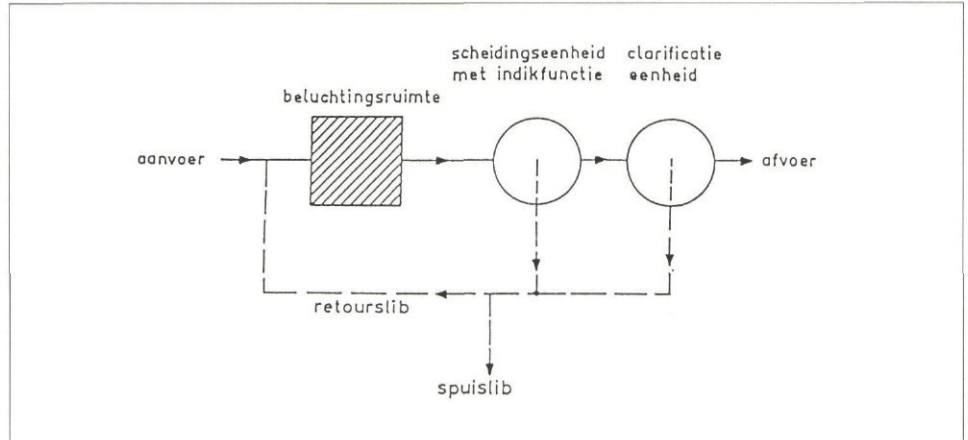 scheidingseenheid
met indikfunctie
clarificatie
eenheid
beluchtingsruimte
aanvoer
afvoer
retourslib
spuislib